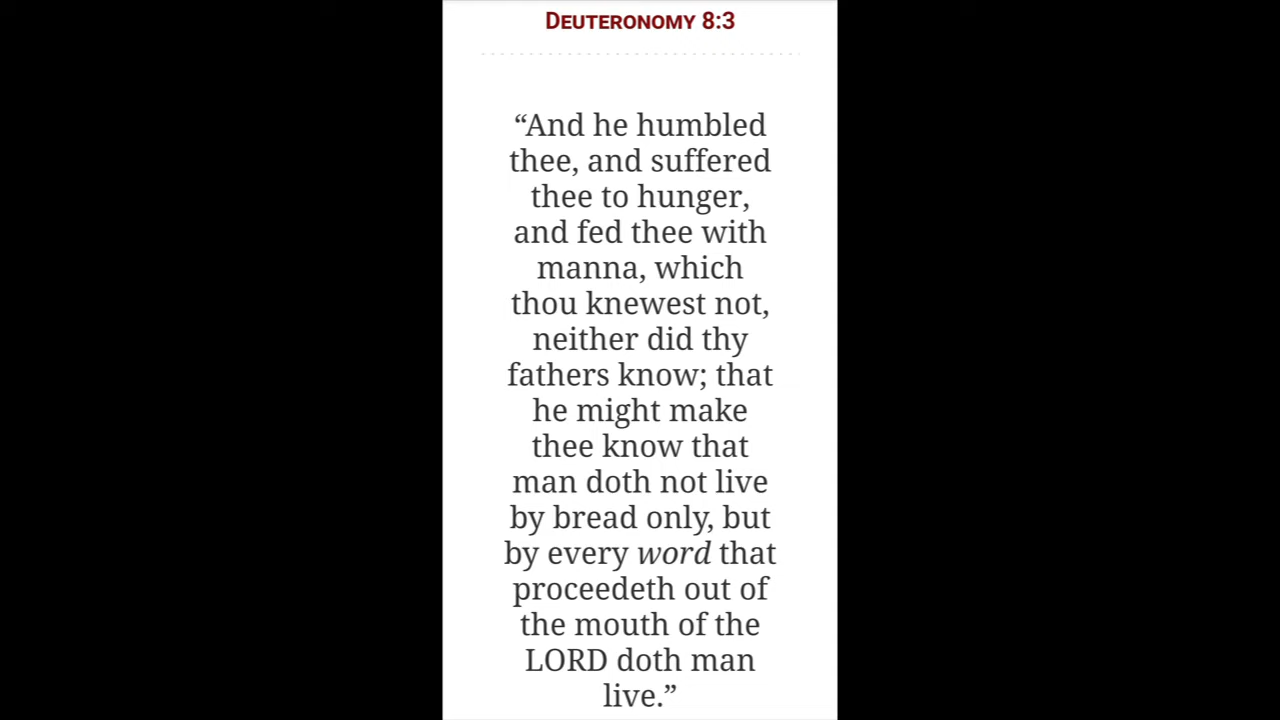 Deuteronomy 8:3
“And he humbled
thee, and suffered
thee to hunger,
and fed thee with
manna, which
thou knewest not,
neither did thy
fathers know; that
he might make
thee know that
man doth not live
by bread only, but
by every word that
proceedeth out of
the mouth of the
LORD doth man
live.”